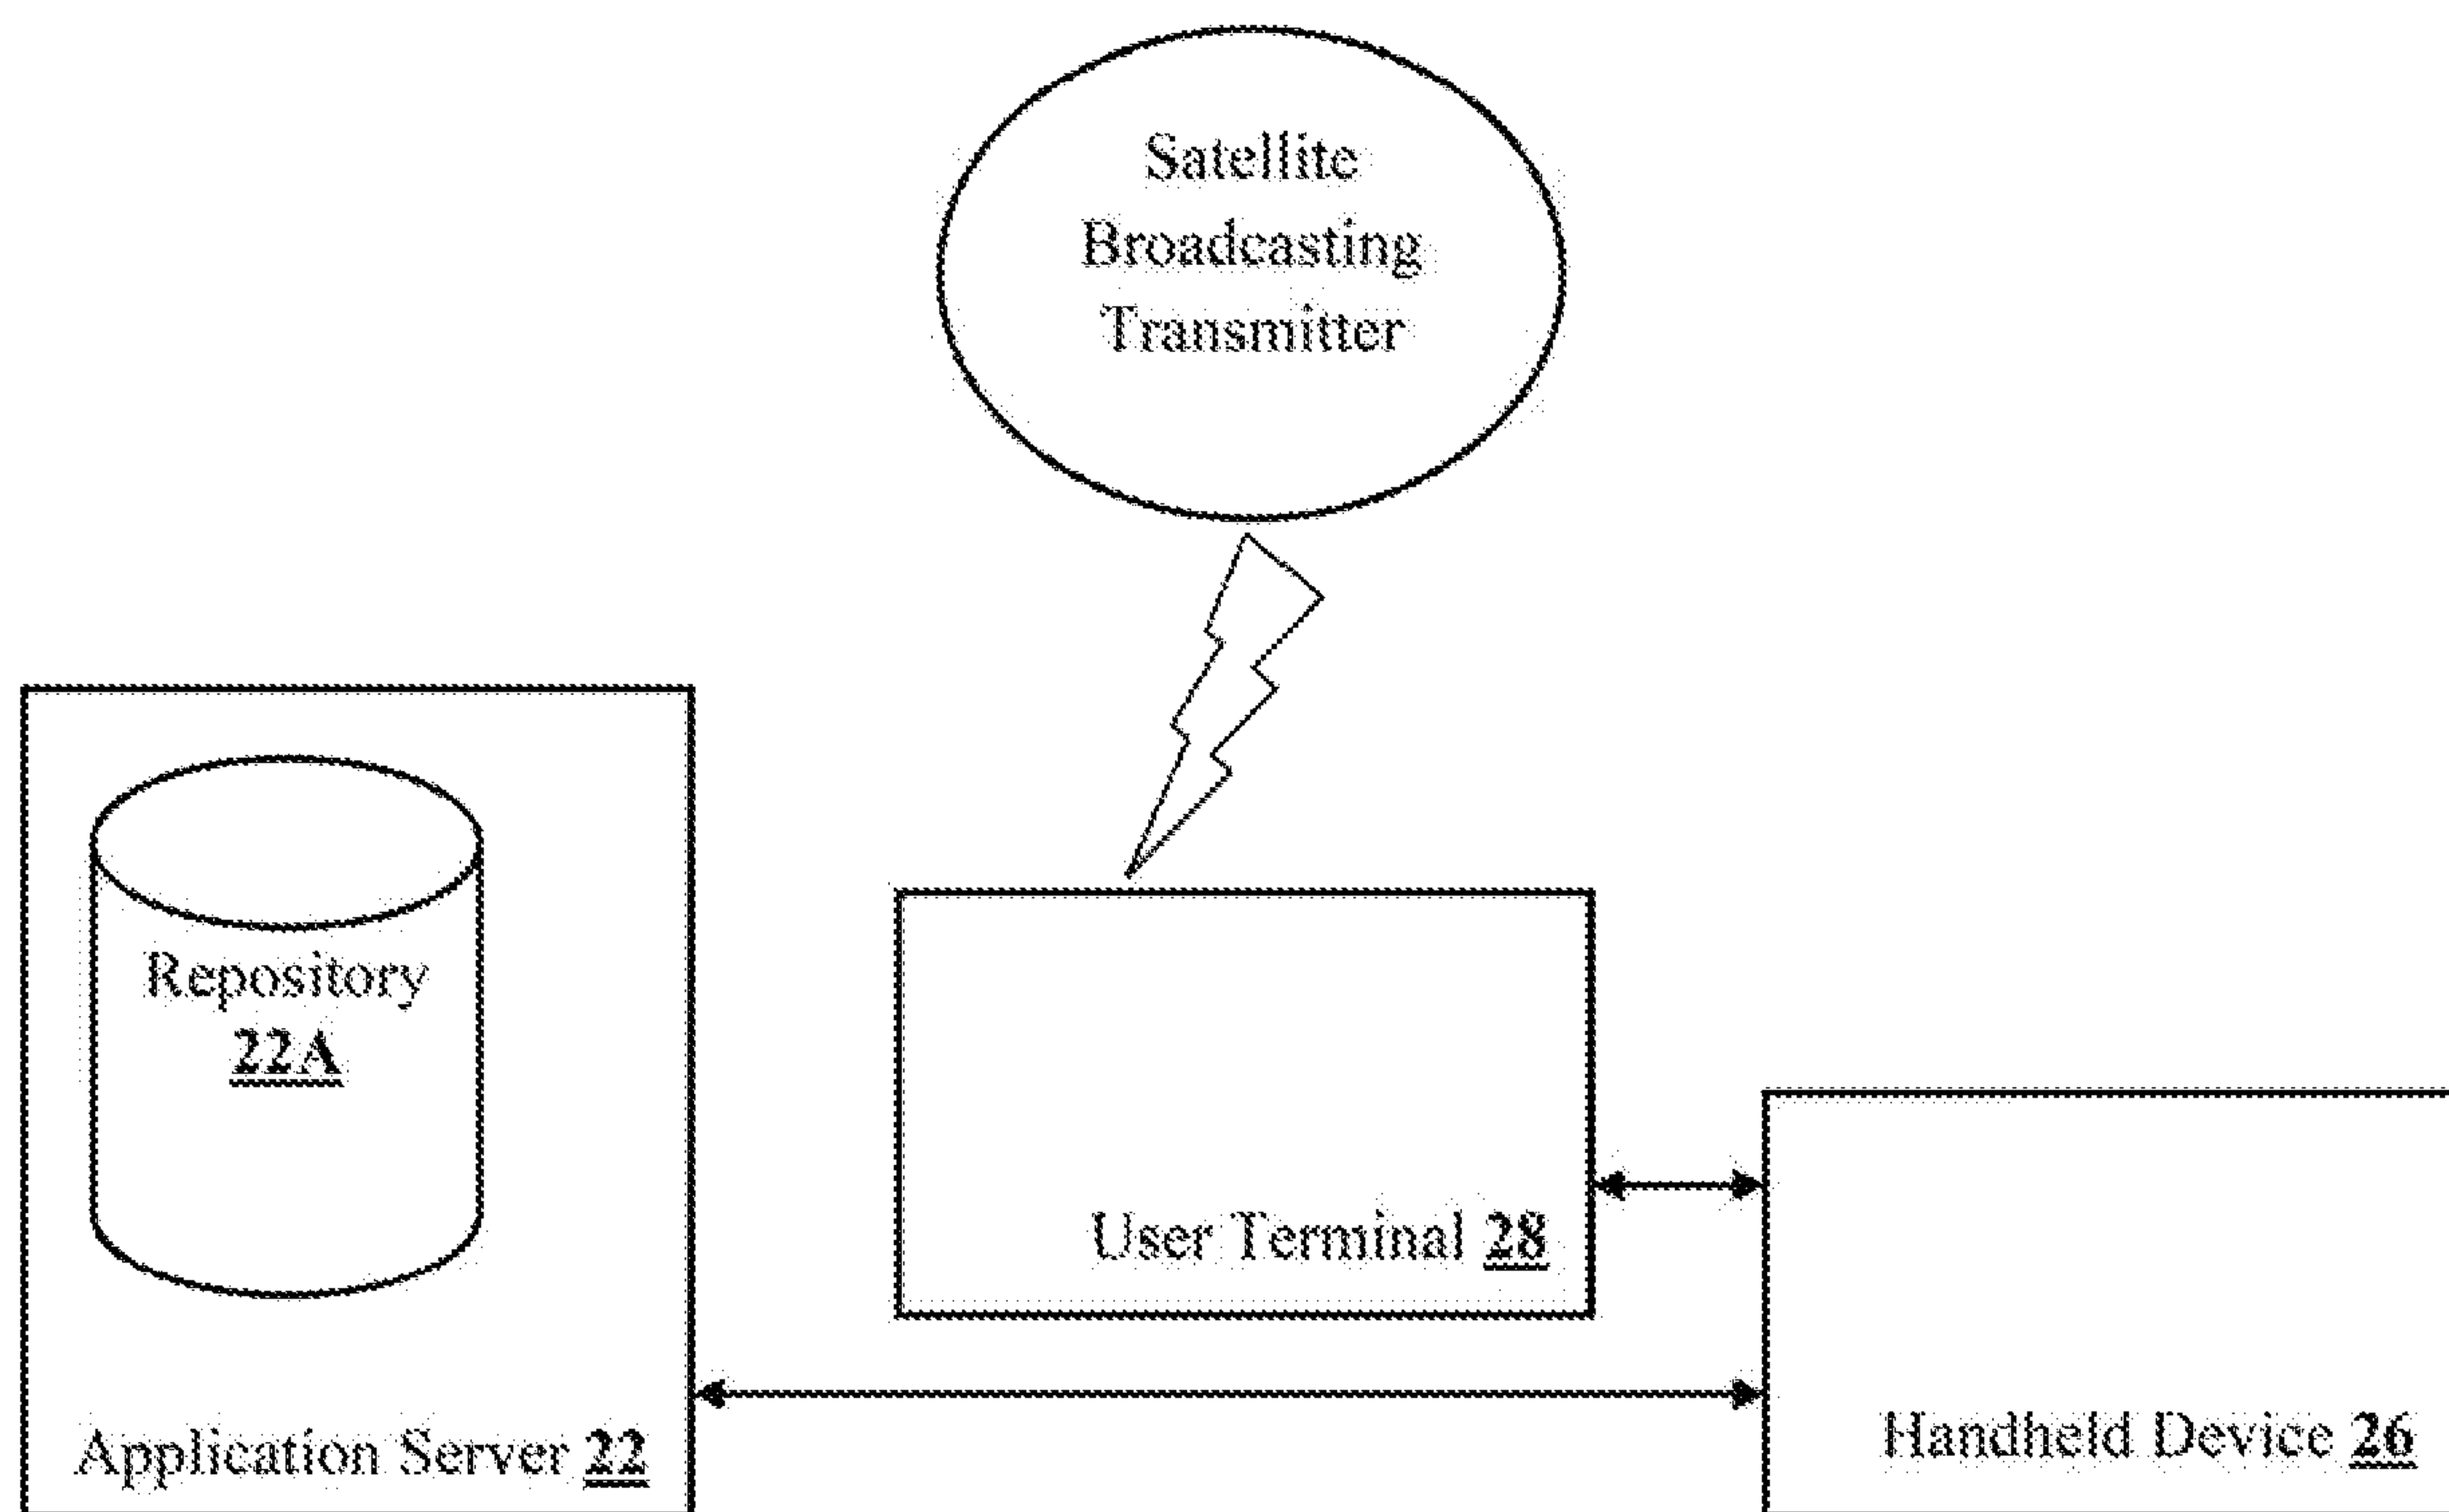 Satellite
Broadcasting
Transmitter
Repository
22A
User Terminal 28
Application Server 22
Handheld Device 26